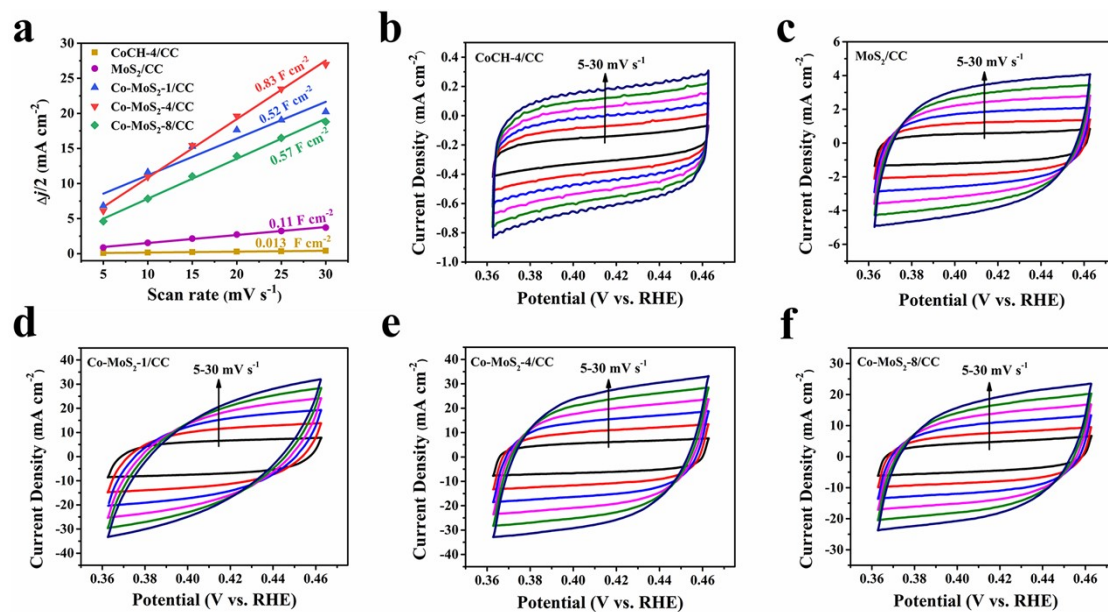 a
30
25
20
15
10
5
0
Δj/2 (mA cm⁻²)
CoCH-4/CC
MoS₂/CC
Co-MoS₂-1/CC
Co-MoS₂-4/CC
Co-MoS₂-8/CC
0.83 F cm⁻²
0.52 F cm⁻²
0.57 F cm⁻²
0.11 F cm⁻²
0.013 F cm⁻²
5 10 15 20 25 30
Scan rate (mV s⁻¹)
b
CoCH-4/CC
5-30 mV s⁻¹
0.4
0.2
0.0
-0.2
-0.4
-0.6
-0.8
-1.0
Current Density (mA cm⁻²)
0.36 0.38 0.40 0.42 0.44 0.46
Potential (V vs. RHE)
c
MoS₂/CC
5-30 mV s⁻¹
6
4
2
0
-2
-4
-6
Current Density (mA cm⁻²)
0.36 0.38 0.40 0.42 0.44 0.46
Potential (V vs. RHE)
d
Co-MoS₂-1/CC
5-30 mV s⁻¹
40
30
20
10
0
-10
-20
-30
-40
Current Density (mA cm⁻²)
0.36 0.38 0.40 0.42 0.44 0.46
Potential (V vs. RHE)
e
Co-MoS₂-4/CC
5-30 mV s⁻¹
40
30
20
10
0
-10
-20
-30
-40
Current Density (mA cm⁻²)
0.36 0.38 0.40 0.42 0.44 0.46
Potential (V vs. RHE)
f
Co-MoS₂-8/CC
5-30 mV s⁻¹
30
20
10
0
-10
-20
-30
Current Density (mA cm⁻²)
0.36 0.38 0.40 0.42 0.44 0.46
Potential (V vs. RHE)